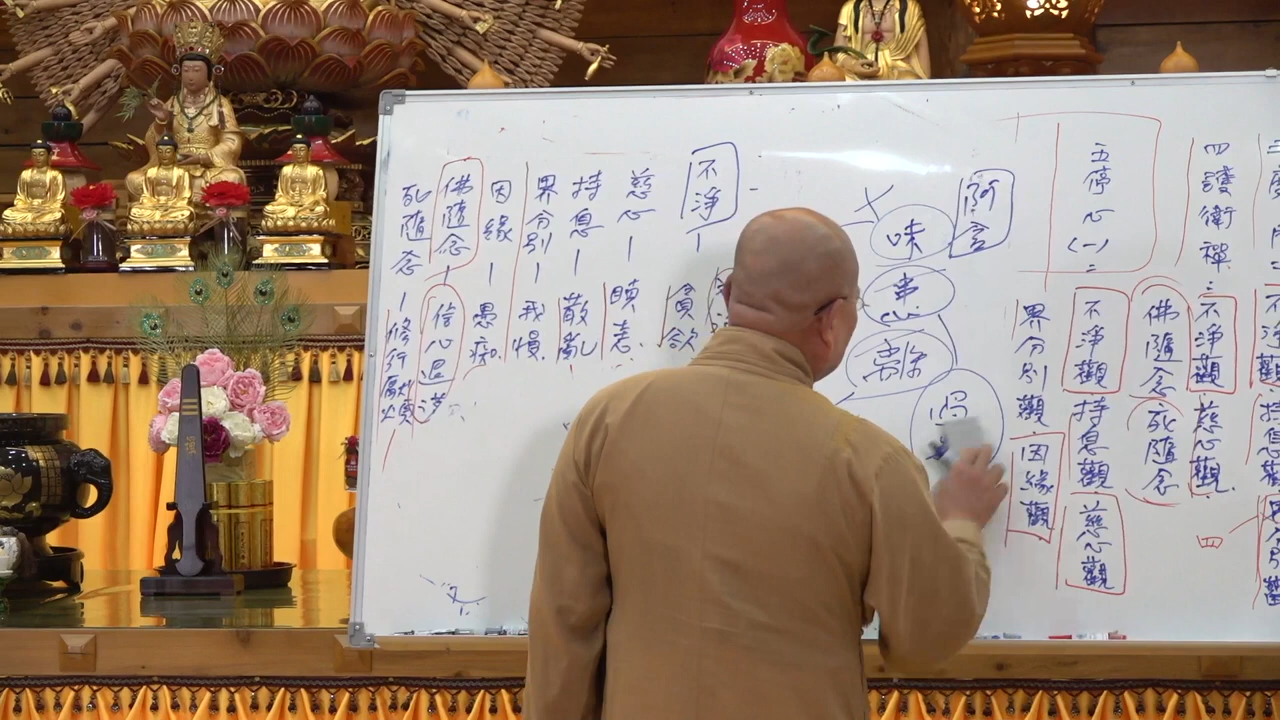 四護衛禪：不淨觀 慈心觀
佛隨念 死隨念
五停心（一）：不淨觀 持息觀 慈心觀
界分別觀 因緣觀
四
阿含
味
患
離
不淨—貪欲
慈心—瞋恚
持息—散亂
界分別—我慢
因緣—愚痴
佛隨念—信心退
死隨念—修行